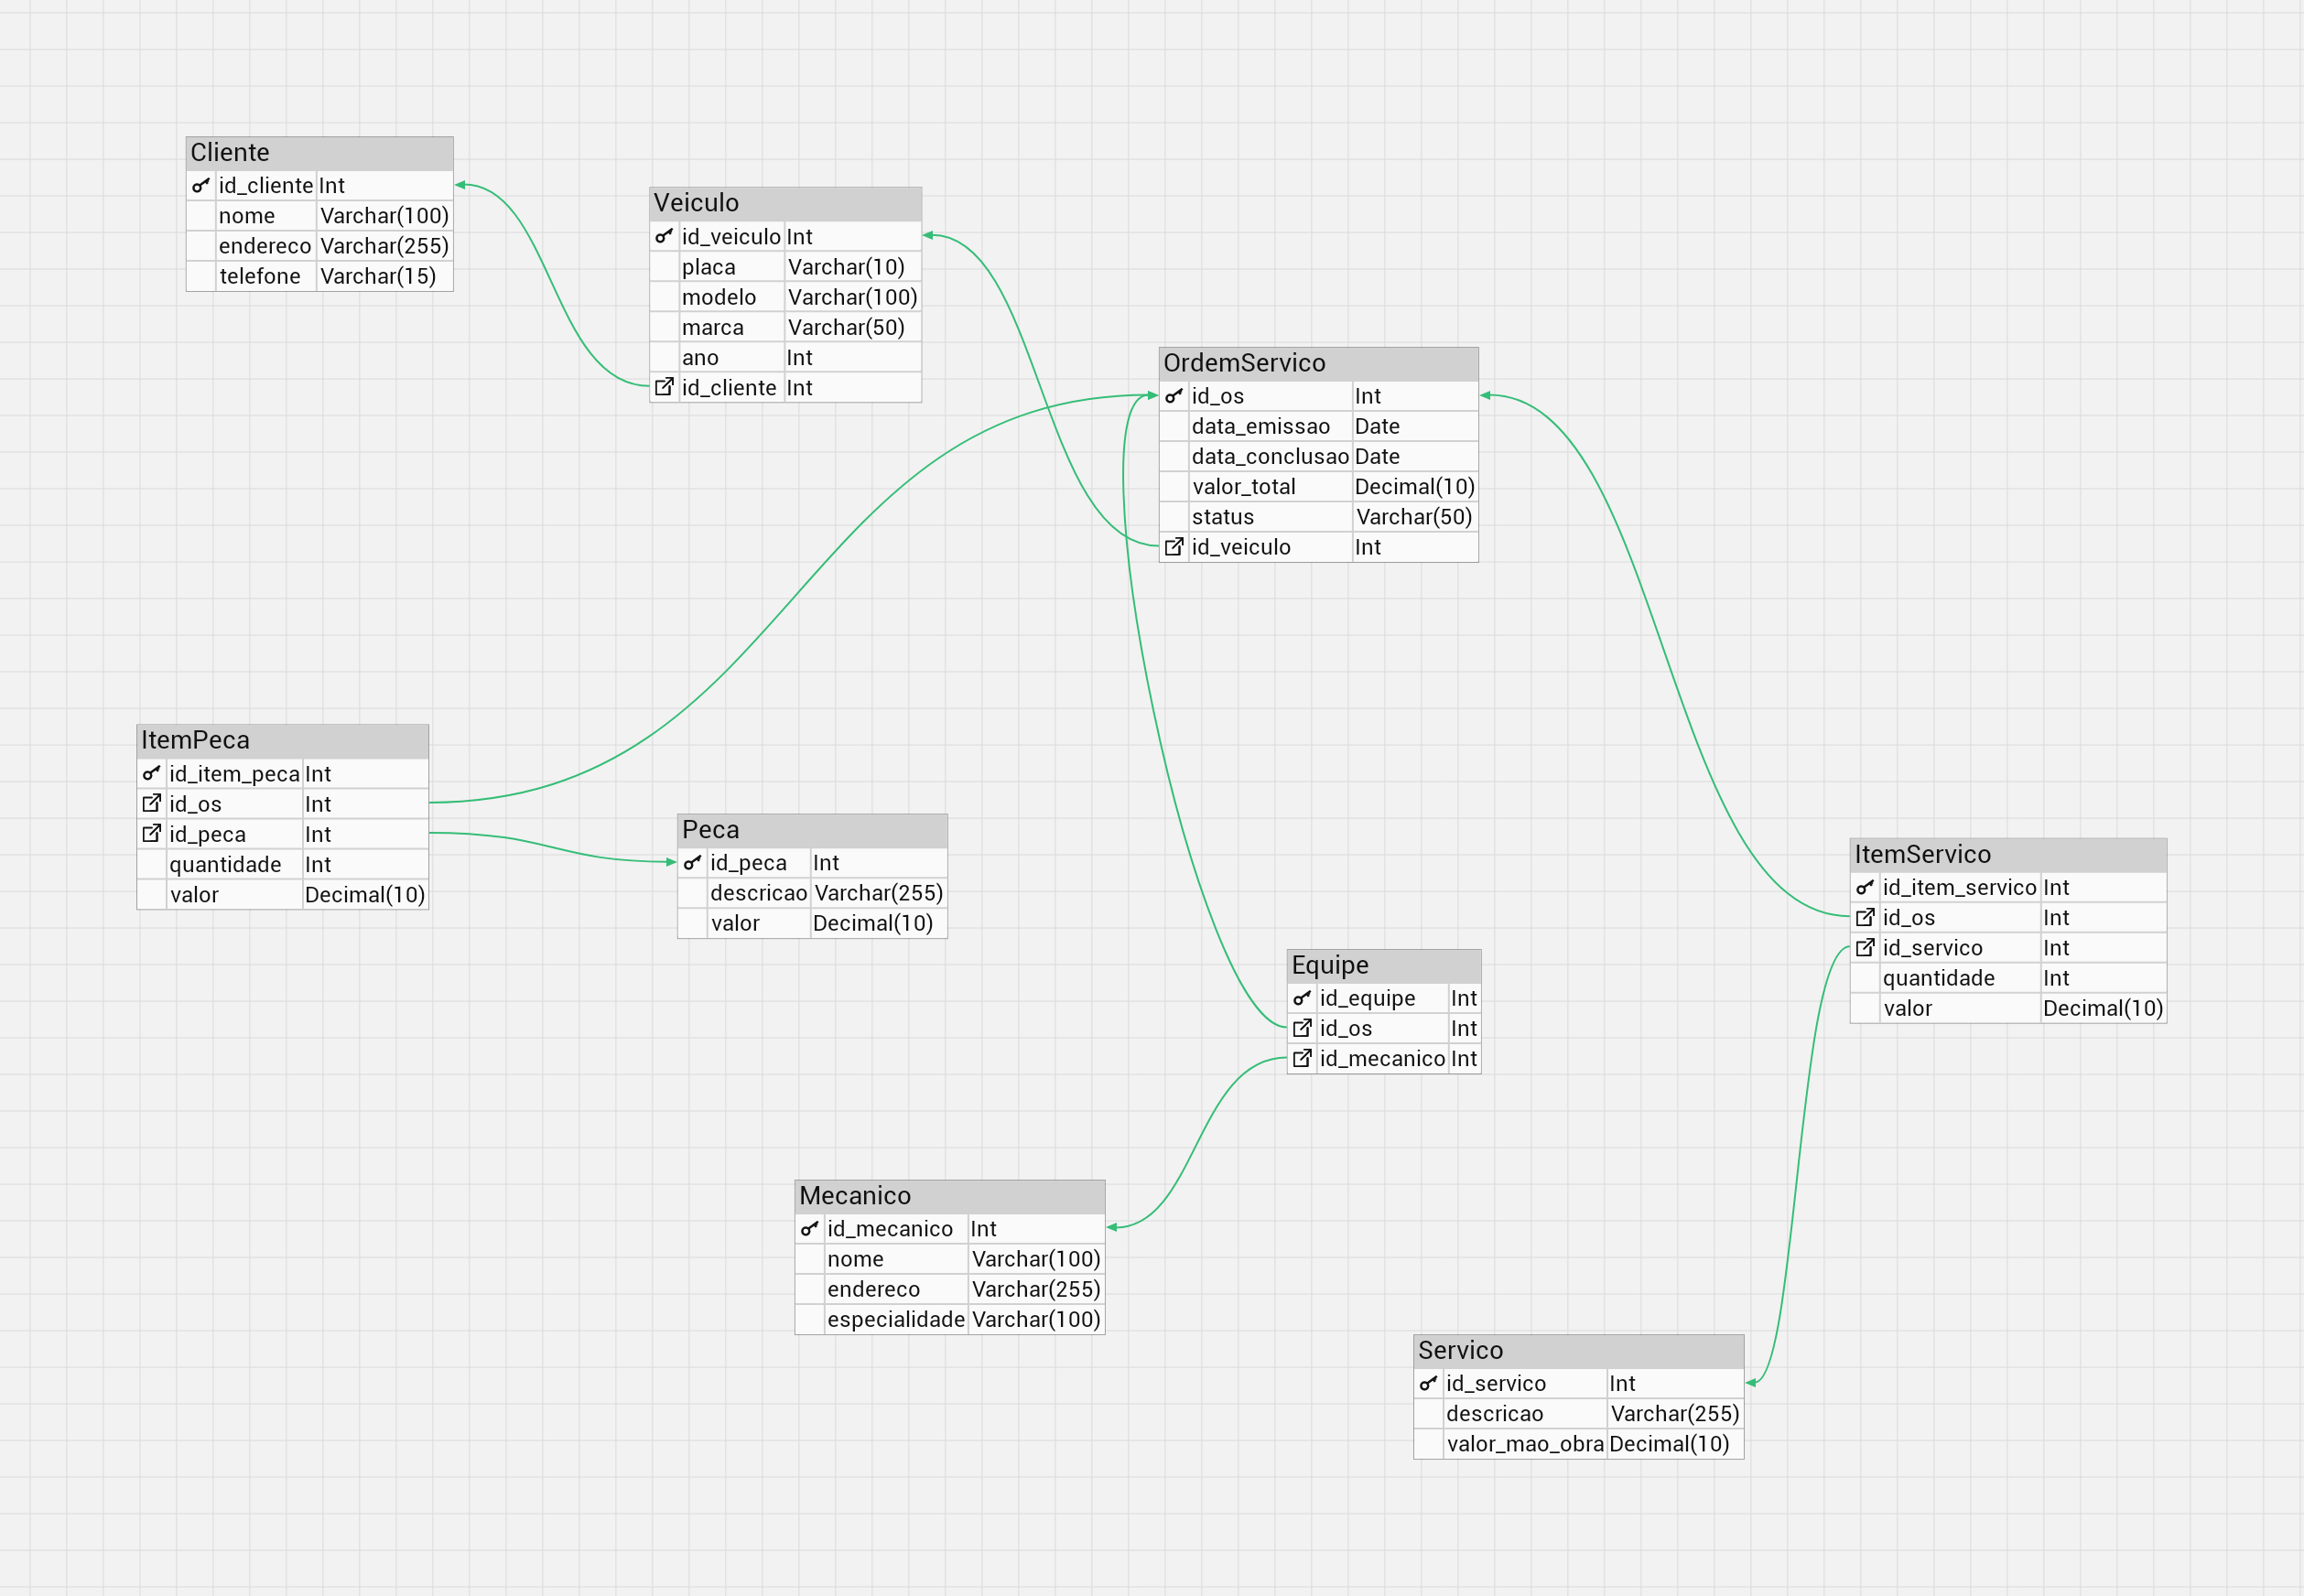 Cliente
id_cliente Int
nome Varchar(100)
endereco Varchar(255)
telefone Varchar(15)
Veiculo
id_veiculo Int
placa Varchar(10)
modelo Varchar(100)
marca Varchar(50)
ano Int
id_cliente Int
OrdemServico
id_os Int
data_emissao Date
data_conclusao Date
valor_total Decimal(10)
status Varchar(50)
id_veiculo Int
ItemPeca
id_item_peca Int
id_os Int
id_peca Int
quantidade Int
valor Decimal(10)
Peca
id_peca Int
descricao Varchar(255)
valor Decimal(10)
ItemServico
id_item_servico Int
id_os Int
id_servico Int
quantidade Int
valor Decimal(10)
Equipe
id_equipe Int
id_os Int
id_mecanico Int
Mecanico
id_mecanico Int
nome Varchar(100)
endereco Varchar(255)
especialidade Varchar(100)
Servico
id_servico Int
descricao Varchar(255)
valor_mao_obra Decimal(10)